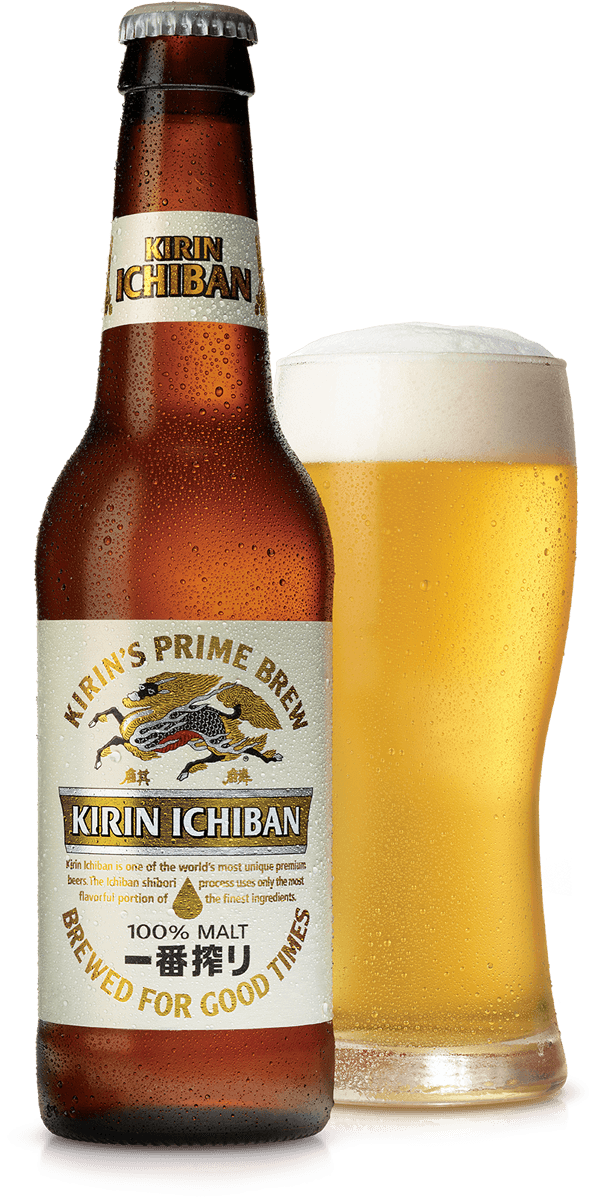 KIRIN
ICHIBAN
KIRIN'S PRIME BREW
麒 麟
KIRIN ICHIBAN
Kirin Ichiban is one of the world's most unique premium
beers. The Ichiban shibori process uses only the most
flavorful portion of the finest ingredients.
100% MALT
一番搾り
BREWED FOR GOOD TIMES